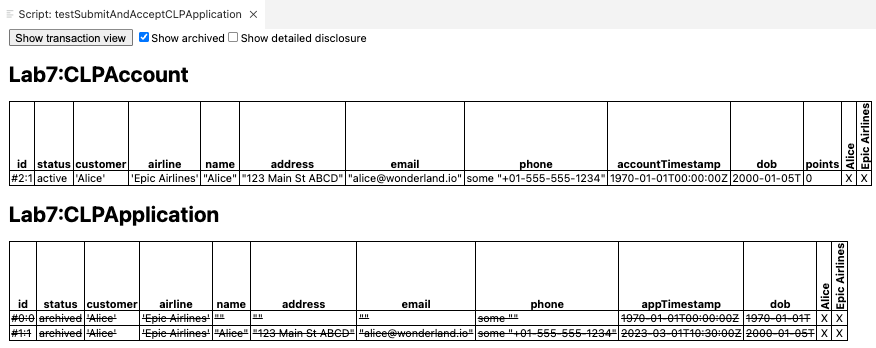 Script: testSubmitAndAcceptCLPApplication ×
Show transaction view Show archived Show detailed disclosure
Lab7:CLPAccount
id status customer airline name address email phone accountTimestamp dob points Alice Epic Airlines
#2:1 active 'Alice' 'Epic Airlines' "Alice" "123 Main St ABCD" "alice@wonderland.io" some "+01-555-555-1234" 1970-01-01T00:00:00Z 2000-01-05T 0 X X
Lab7:CLPApplication
id status customer airline name address email phone appTimestamp dob Alice Epic Airlines
#0:0 archived 'Alice' 'Epic Airlines' "" "" "" some "" 1970-01-01T00:00:00Z 1970-01-01T X X
#1:1 archived 'Alice' 'Epic Airlines' "Alice" "123 Main St ABCD" "alice@wonderland.io" some "+01-555-555-1234" 2023-03-01T10:30:00Z 2000-01-05T X X